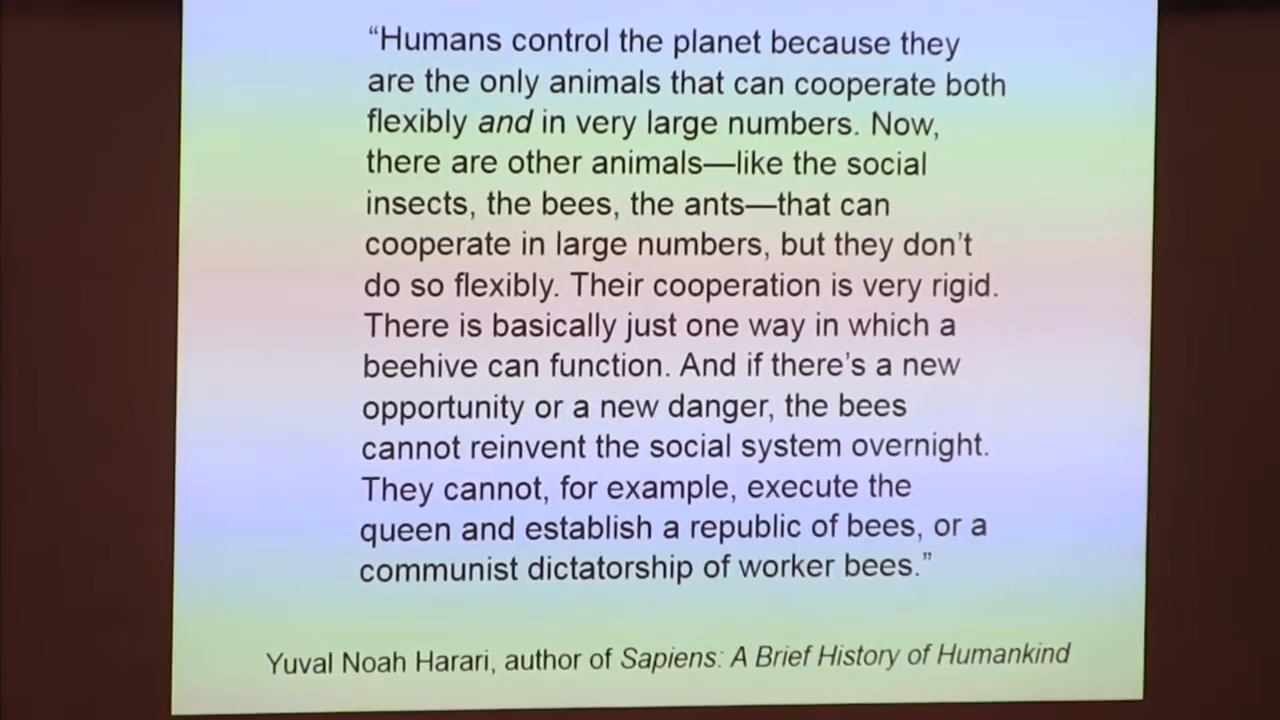 “Humans control the planet because they
are the only animals that can cooperate both
flexibly and in very large numbers. Now,
there are other animals—like the social
insects, the bees, the ants—that can
cooperate in large numbers, but they don’t
do so flexibly. Their cooperation is very rigid.
There is basically just one way in which a
beehive can function. And if there’s a new
opportunity or a new danger, the bees
cannot reinvent the social system overnight.
They cannot, for example, execute the
queen and establish a republic of bees, or a
communist dictatorship of worker bees.”
Yuval Noah Harari, author of Sapiens: A Brief History of Humankind